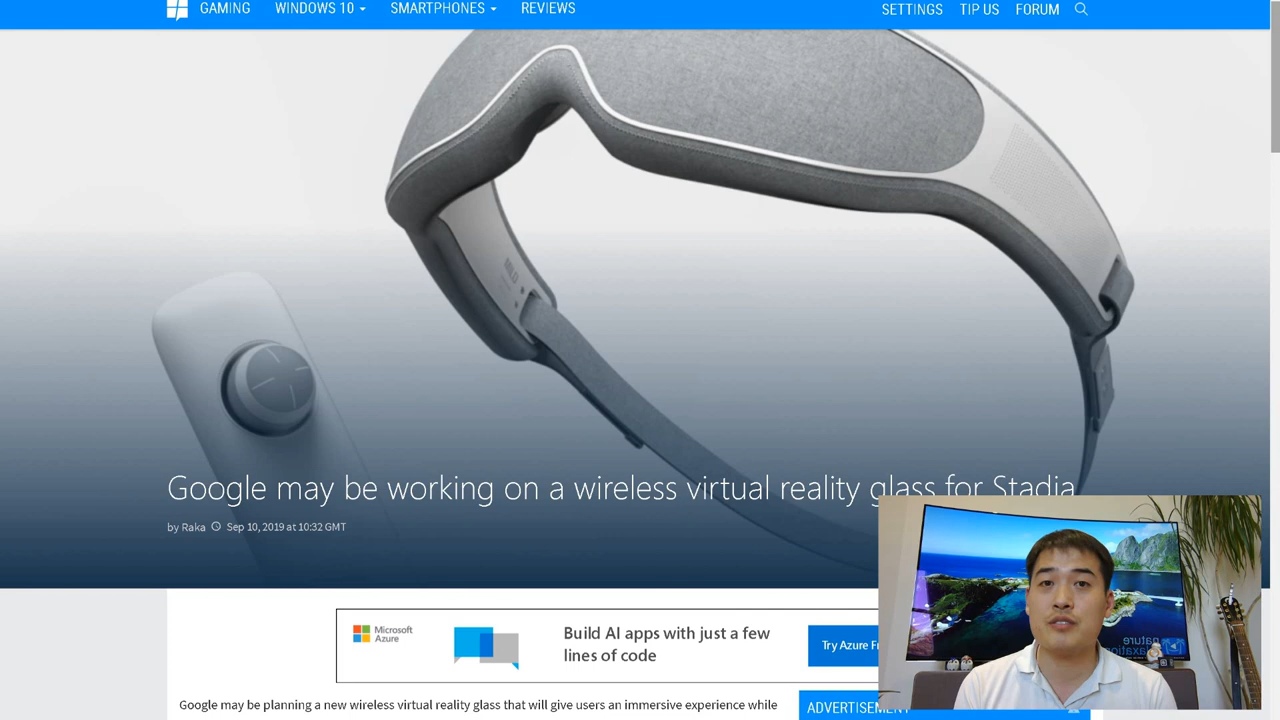 GAMING
WINDOWS 10
SMARTPHONES
REVIEWS
SETTINGS
TIP US
FORUM
Google may be working on a wireless virtual reality glass for Stadia
by Raka Sep 10, 2019 at 10:32 GMT
Microsoft
Azure
Build AI apps with just a few
lines of code
Try Azure
Google may be planning a new wireless virtual reality glass that will give users an immersive experience while
ADVERTISEMENT
nature